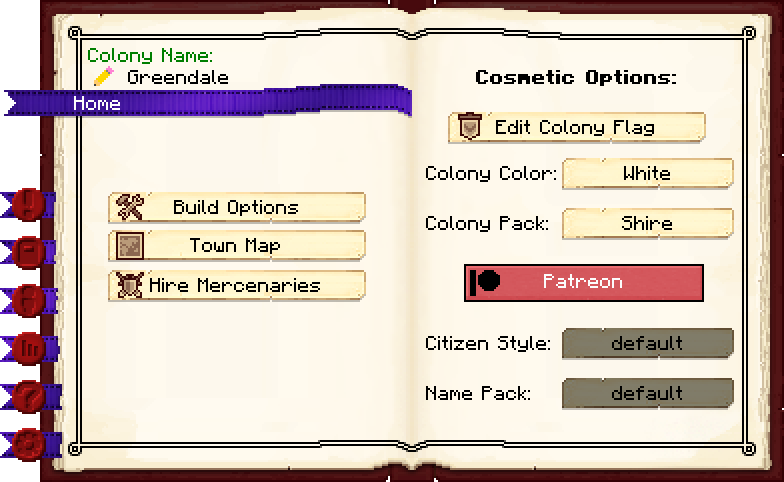 Colony Name:
Greendale
Home
Build Options
Town Map
Hire Mercenaries
Cosmetic Options:
Edit Colony Flag
Colony Color: White
Colony Pack: Shire
Patreon
Citizen Style: default
Name Pack: default